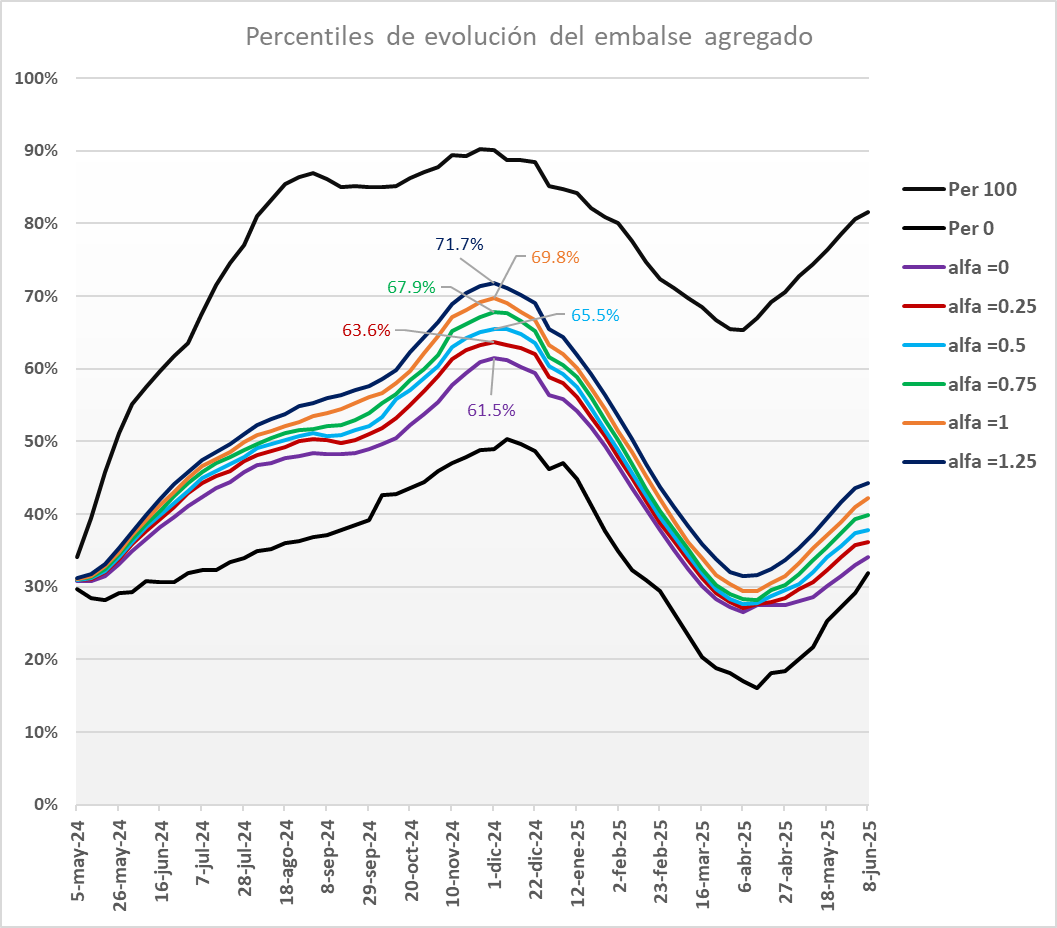 Percentiles de evolución del embalse agregado
100%
90%
80%
70%
60%
50%
40%
30%
20%
10%
0%
71.7%
69.8%
67.9%
65.5%
63.6%
61.5%
5-may-24
26-may-24
16-jun-24
7-jul-24
28-jul-24
18-ago-24
8-sep-24
29-sep-24
20-oct-24
10-nov-24
1-dic-24
22-dic-24
12-ene-25
2-feb-25
23-feb-25
16-mar-25
6-abr-25
27-abr-25
18-may-25
8-jun-25
Per 100
Per 0
alfa =0
alfa =0.25
alfa =0.5
alfa =0.75
alfa =1
alfa =1.25